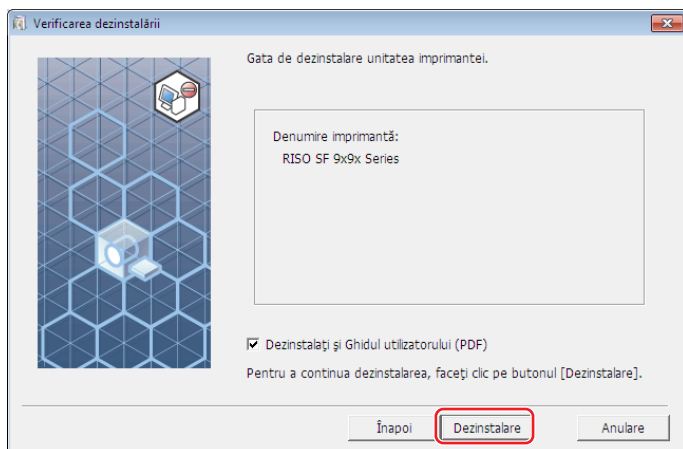 Verificarea dezinstalării
Gata de dezinstalare unitatea imprimantei.
Denumire imprimantă:
RISO SF 9x9x Series
Dezinstalaţi şi Ghidul utilizatorului (PDF)
Pentru a continua dezinstalarea, faceţi clic pe butonul [Dezinstalare].
Înapoi Dezinstalare Anulare